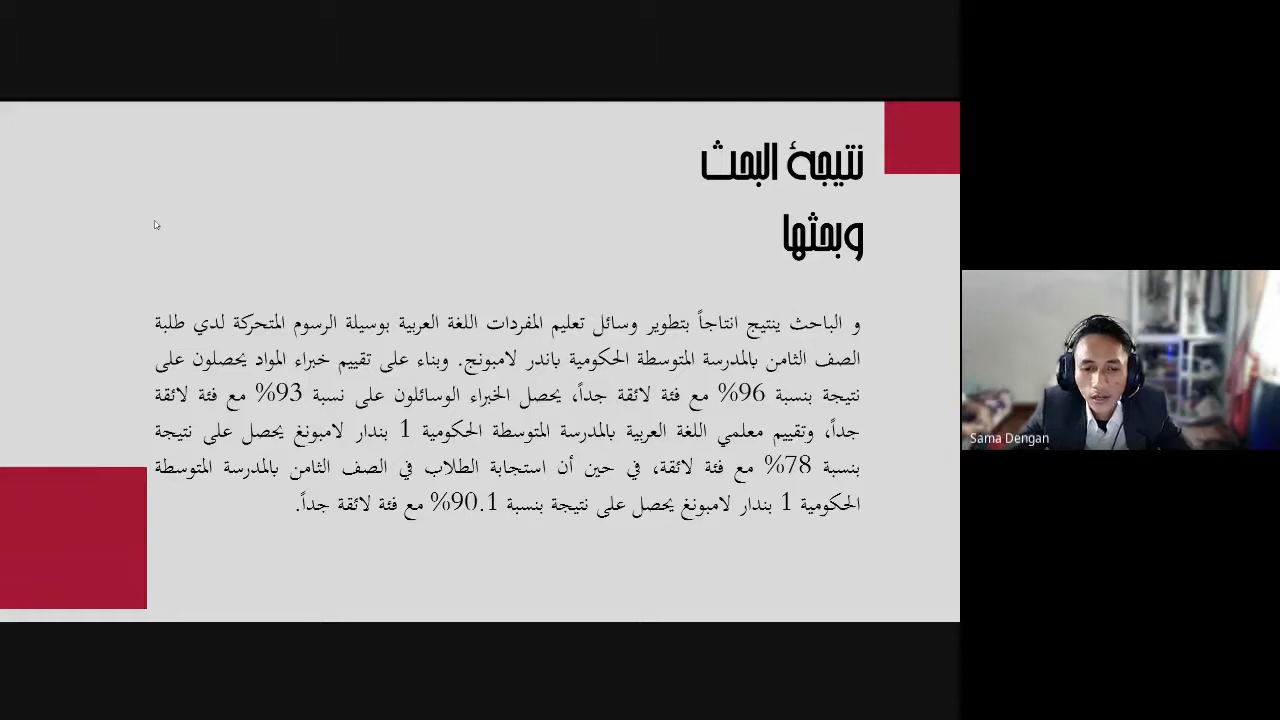 نتيجة البحث
وبحثها
و الباحث ينتيج انتاجاً بتطوير وسائل تعليم المفردات اللغة العربية بوسيلة الرسوم المتحركة لدي طلبة
الصف الثامن بالمدرسة المتوسطة الحكومية باندر لامبونج. وبناء على تقييم خبراء المواد يحصلون على
نتيجة بنسبة 96% مع فئة لائقة جداً، يحصل الخبراء الوسائلون على نسبة 93% مع فئة لائقة
جداً، وتقييم معلمي اللغة العربية بالمدرسة المتوسطة الحكومية 1 بندار لامبونغ يحصل على نتيجة
بنسبة 78% مع فئة لائقة، في حين أن استجابة الطلاب في الصف الثامن بالمدرسة المتوسطة
الحكومية 1 بندار لامبونغ يحصل على نتيجة بنسبة 90.1% مع فئة لائقة جداً.
Sama Dengan